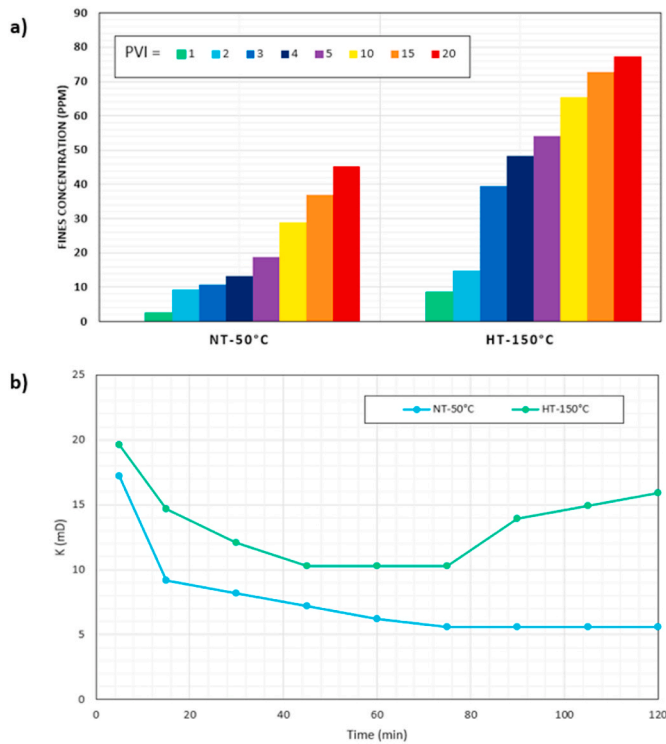 a)
PVI = 1 2 3 4 5 10 15 20
FINES CONCENTRATION (PPM)
90
80
70
60
50
40
30
20
10
0
NT-50°C HT-150°C
b)
NT-50°C HT-150°C
K (mD)
25
20
15
10
5
0
0 20 40 60 80 100 120
Time (min)